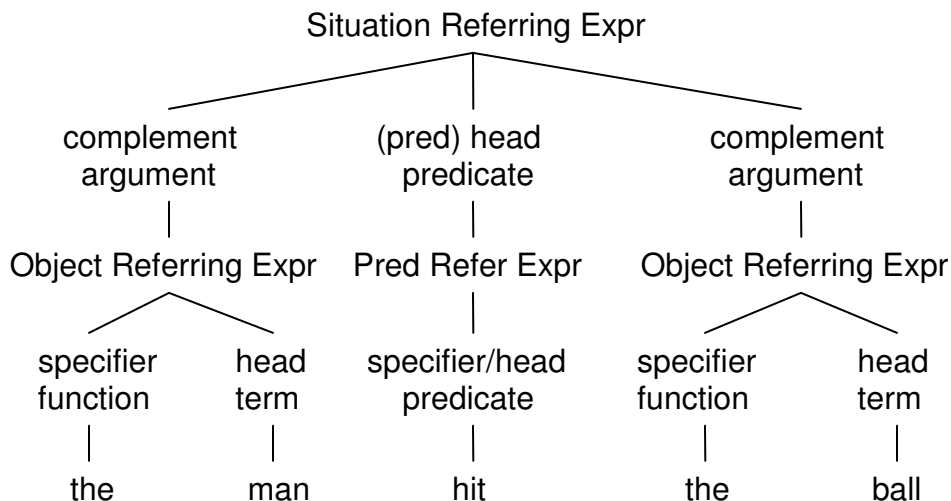 Situation Referring Expr
complement (pred) head complement
argument predicate argument
Object Referring Expr Pred Refer Expr Object Referring Expr
specifier head specifier/head specifier head
function term predicate function term
the man hit the ball